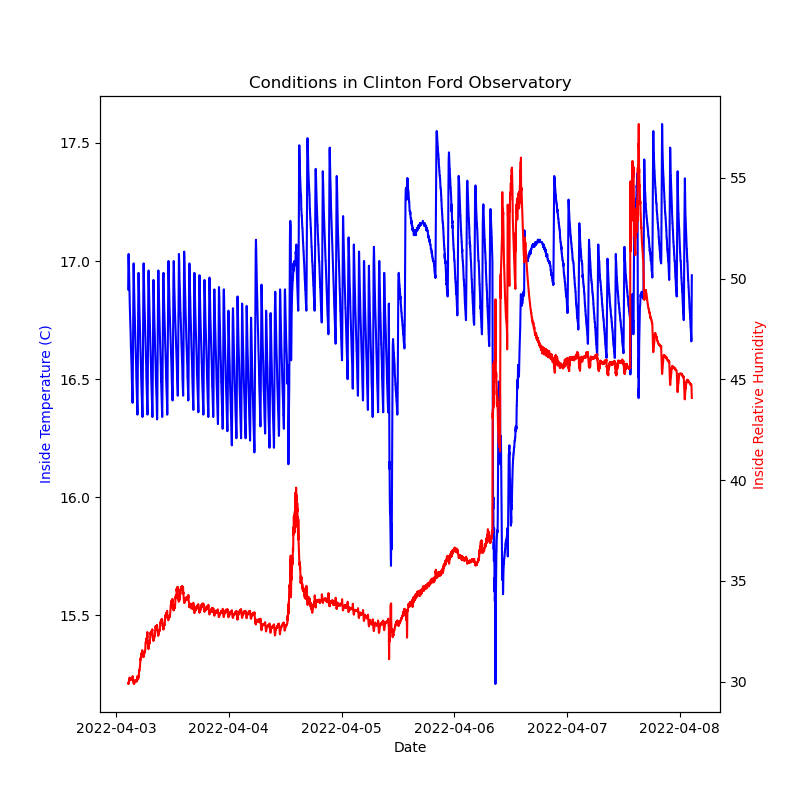 Conditions in Clinton Ford Observatory
17.5
17.0
16.5
16.0
15.5
Inside Temperature (C)
55
50
45
40
35
30
Inside Relative Humidity
2022-04-03 2022-04-04 2022-04-05 2022-04-06 2022-04-07 2022-04-08
Date